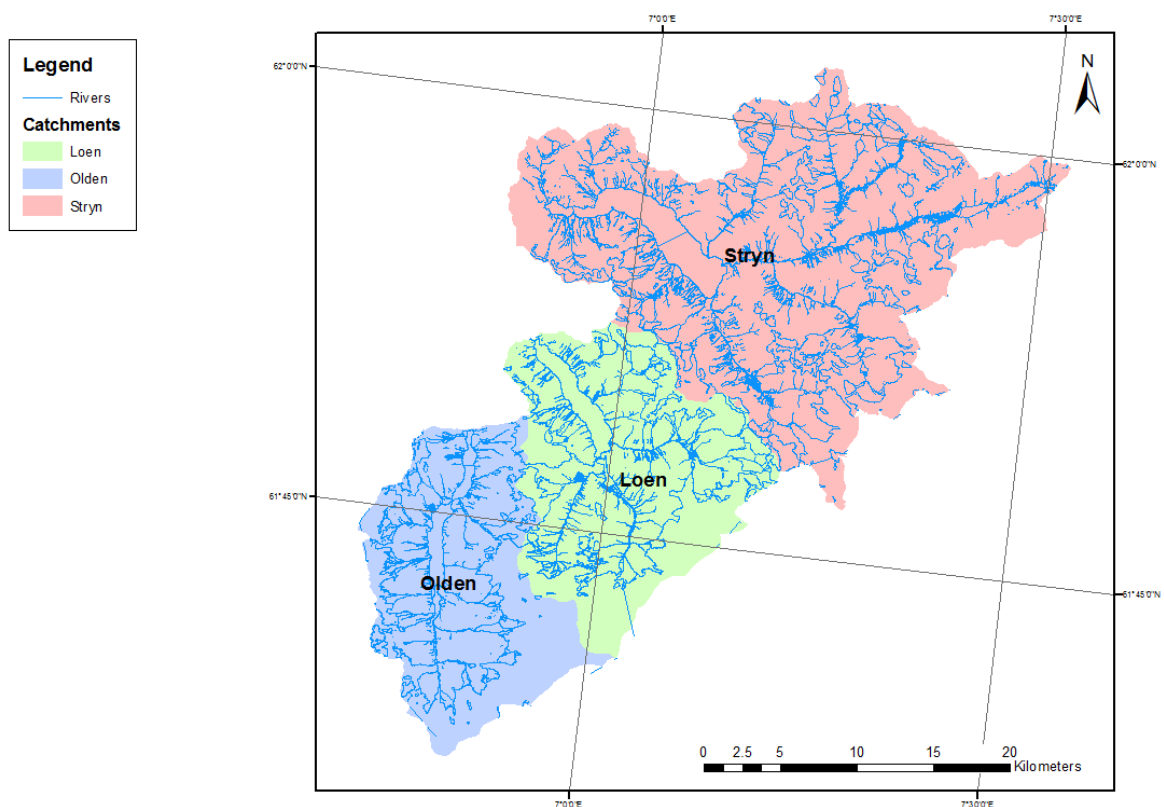 Legend
Rivers
Catchments
Loen
Olden
Stryn
7°0'0"E
7°30'0"E
62°0'0"N
N
62°0'0"N
Stryn
Loen
61°45'0"N
Olden
61°45'0"N
0 2.5 5 10 15 20
Kilometers
7°0'0"E
7°30'0"E